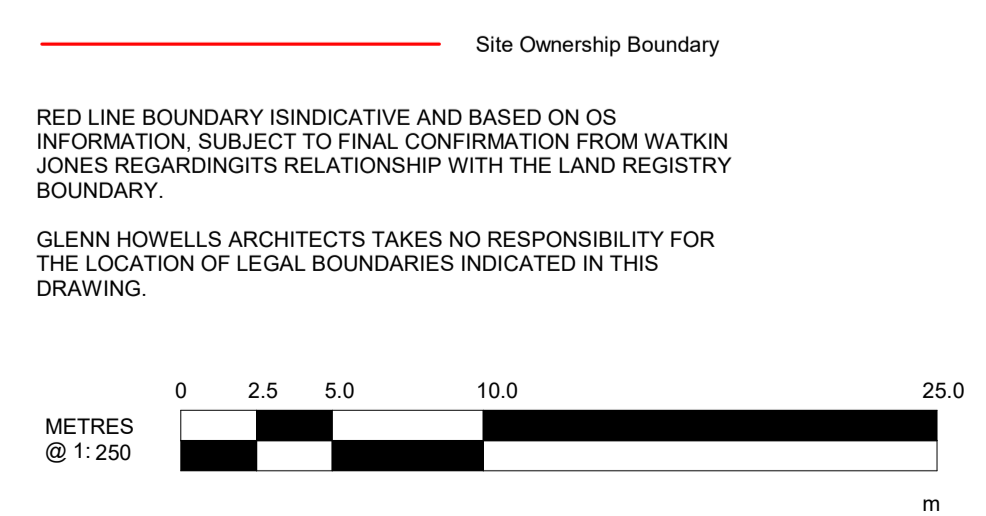 Site Ownership Boundary
RED LINE BOUNDARY ISINDICATIVE AND BASED ON OS
INFORMATION, SUBJECT TO FINAL CONFIRMATION FROM WATKIN
JONES REGARDINGITS RELATIONSHIP WITH THE LAND REGISTRY
BOUNDARY.
GLENN HOWELLS ARCHITECTS TAKES NO RESPONSIBILITY FOR
THE LOCATION OF LEGAL BOUNDARIES INDICATED IN THIS
DRAWING.
0 2.5 5.0 10.0 25.0
METRES
@ 1: 250
m